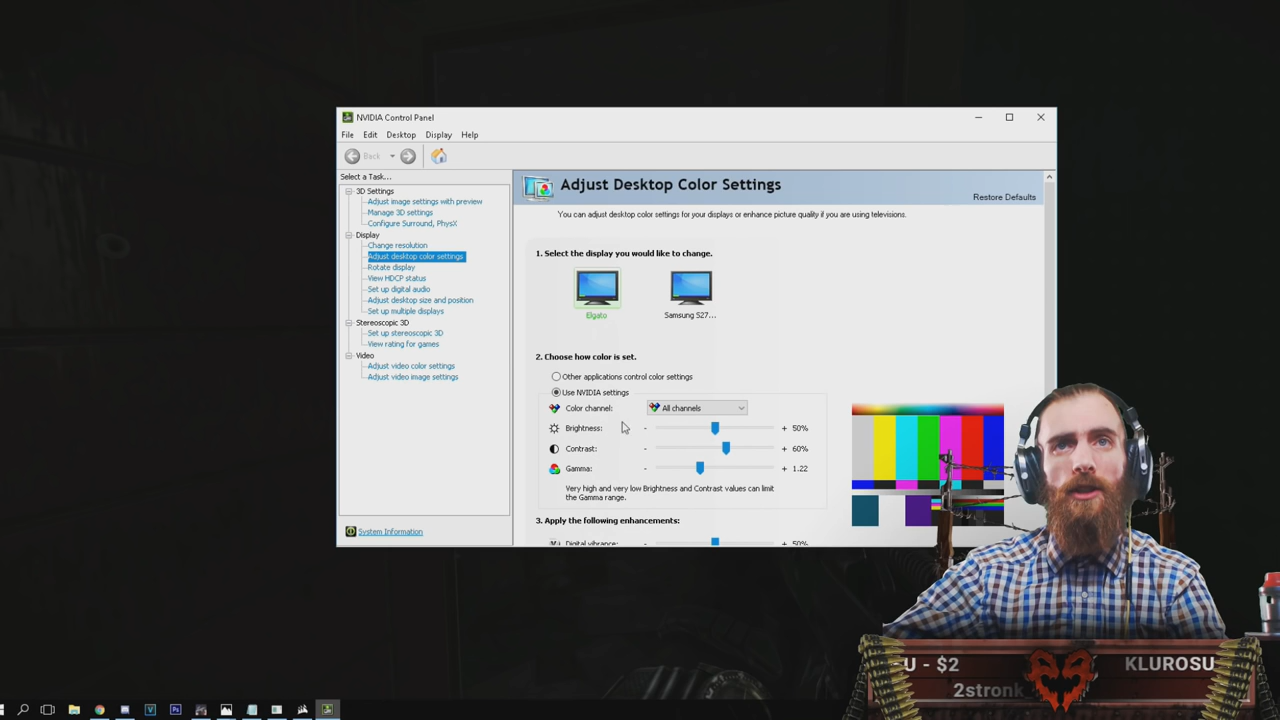 NVIDIA Control Panel
File Edit Desktop Display Help
Back
Select a Task...
3D Settings
Adjust image settings with preview
Manage 3D settings
Configure Surround, PhysX
Display
Change resolution
Adjust desktop color settings
Rotate display
View HDCP status
Set up digital audio
Adjust desktop size and position
Set up multiple displays
Stereoscopic 3D
Set up stereoscopic 3D
View rating for games
Video
Adjust video color settings
Adjust video image settings
System Information
Adjust Desktop Color Settings
Restore Defaults
You can adjust desktop color settings for your displays or enhance picture quality if you are using televisions.
1. Select the display you would like to change.
Elgato
Samsung S27...
2. Choose how color is set.
Other applications control color settings
Use NVIDIA settings
Color channel: All channels
Brightness: - + 50%
Contrast: - + 60%
Gamma: - + 1.22
Very high and very low Brightness and Contrast values can limit
the Gamma range.
3. Apply the following enhancements:
Digital vibrance: - + 50%
U - $2 KLUROSU
2stronk